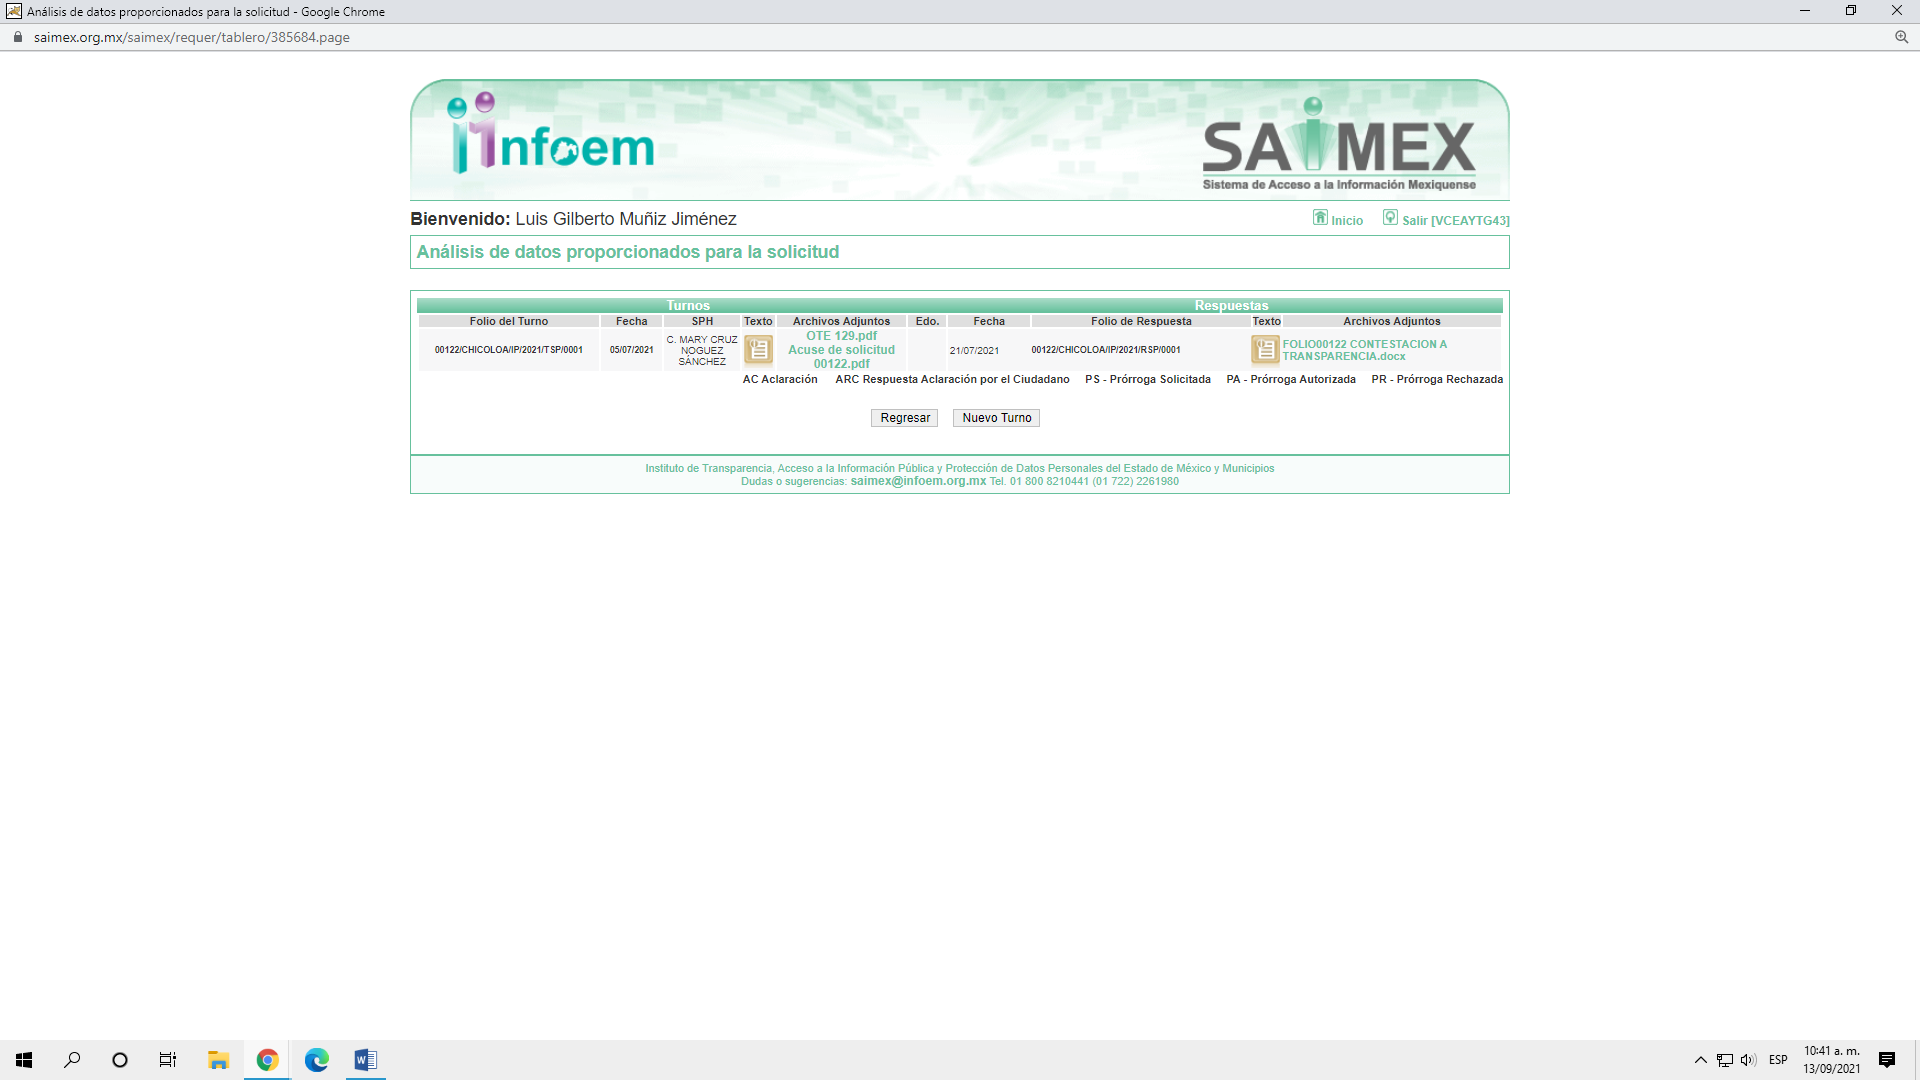 Análisis de datos proporcionados para la solicitud - Google Chrome
saimex.org.mx/saimex/requer/tablero/385684.page
infoem
SAIMEX
Sistema de Acceso a la Información Mexiquense
Bienvenido: Luis Gilberto Muñiz Jiménez
Inicio Salir [VCEAYTG43]
Análisis de datos proporcionados para la solicitud
Turnos Respuestas
Folio del Turno Fecha SPH Texto Archivos Adjuntos Edo. Fecha Folio de Respuesta Texto Archivos Adjuntos
00122/CHICOLOA/IP/2021/TSP/0001 05/07/2021
C. MARY CRUZ
NOGUEZ
SÁNCHEZ
OTE 129.pdf
Acuse de solicitud
00122.pdf
21/07/2021 00122/CHICOLOA/IP/2021/RSP/0001
FOLIO00122 CONTESTACION A
TRANSPARENCIA.docx
AC Aclaración ARC Respuesta Aclaración por el Ciudadano PS - Prórroga Solicitada PA - Prórroga Autorizada PR - Prórroga Rechazada
Regresar Nuevo Turno
Instituto de Transparencia, Acceso a la Información Pública y Protección de Datos Personales del Estado de México y Municipios
Dudas o sugerencias: saimex@infoem.org.mx Tel. 01 800 8210441 (01 722) 2261980
ESP
10:41 a. m.
13/09/2021